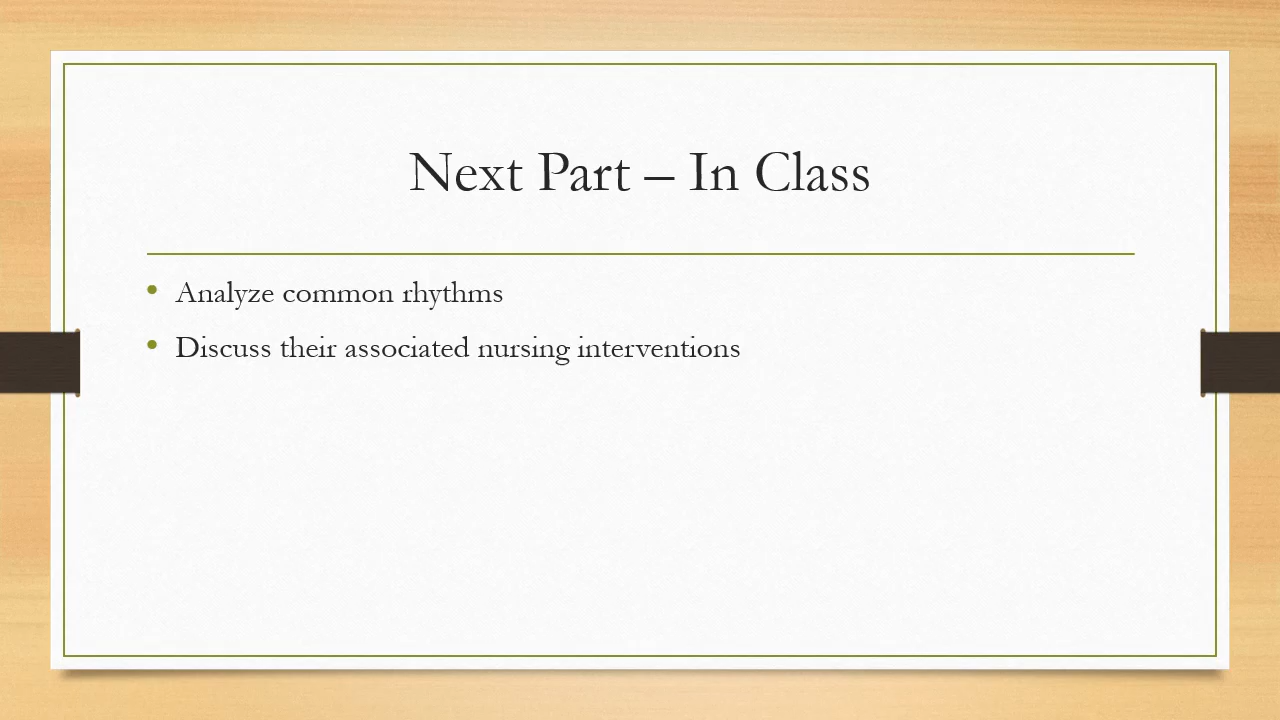 Next Part – In Class
• Analyze common rhythms
• Discuss their associated nursing interventions